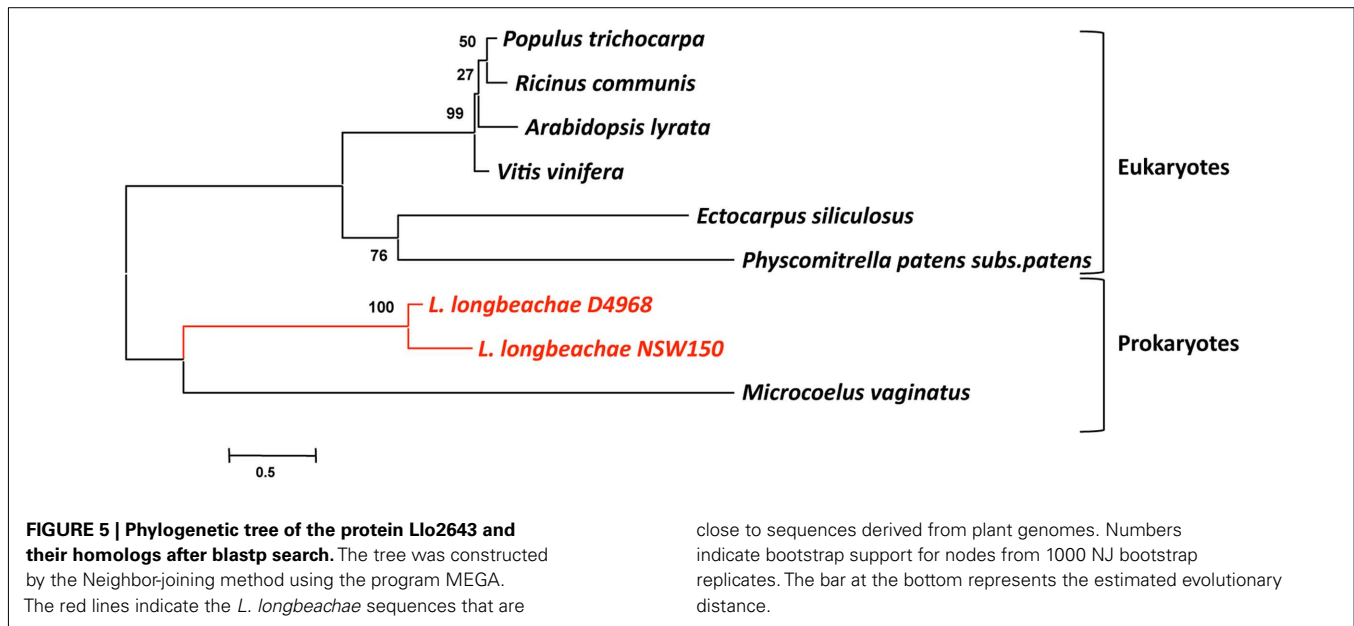 50
Populus trichocarpa
27
Ricinus communis
99
Arabidopsis lyrata
Vitis vinifera
Eukaryotes
Ectocarpus siliculosus
76
Physcomitrella patens subs.patens
100
L. longbeachae D4968
L. longbeachae NSW150
Prokaryotes
Microcoelus vaginatus
0.5
FIGURE 5 | Phylogenetic tree of the protein Llo2643 and
their homologs after blastp search. The tree was constructed
by the Neighbor-joining method using the program MEGA.
The red lines indicate the L. longbeachae sequences that are
close to sequences derived from plant genomes. Numbers
indicate bootstrap support for nodes from 1000 NJ bootstrap
replicates. The bar at the bottom represents the estimated evolutionary
distance.